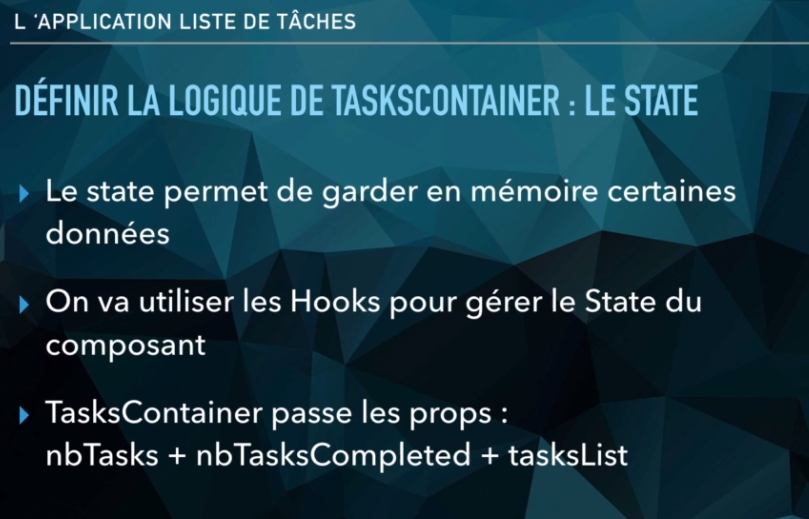 L 'APPLICATION LISTE DE TÂCHES
DÉFINIR LA LOGIQUE DE TASKSCONTAINER : LE STATE
Le state permet de garder en mémoire certaines
données
On va utiliser les Hooks pour gérer le State du
composant
TasksContainer passe les props :
nbTasks + nbTasksCompleted + tasksList